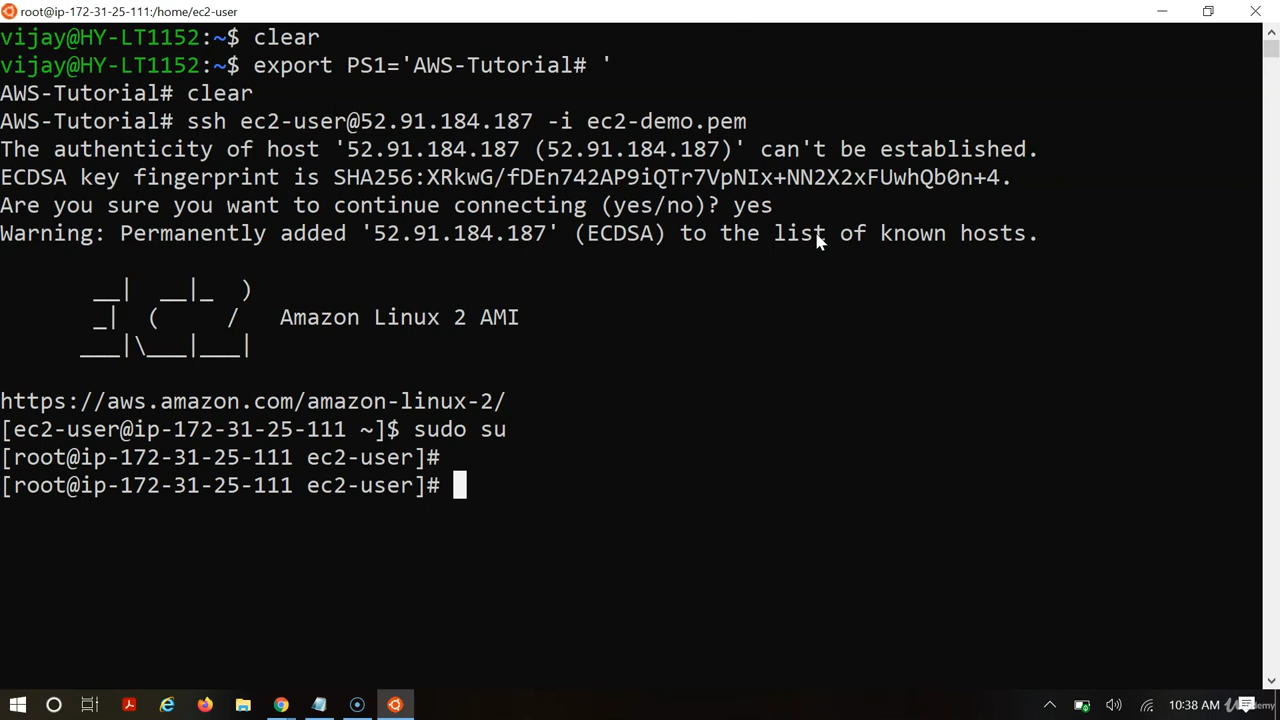 root@ip-172-31-25-111:/home/ec2-user
vijay@HY-LT1152:~$ clear
vijay@HY-LT1152:~$ export PS1='AWS-Tutorial# '
AWS-Tutorial# clear
AWS-Tutorial# ssh ec2-user@52.91.184.187 -i ec2-demo.pem
The authenticity of host '52.91.184.187 (52.91.184.187)' can't be established.
ECDSA key fingerprint is SHA256:XRkwG/fDEn742AP9iQTr7VpNIx+NN2X2xFUwhQb0n+4.
Are you sure you want to continue connecting (yes/no)? yes
Warning: Permanently added '52.91.184.187' (ECDSA) to the list of known hosts.
       __|  __|_  )
       _|  (     /   Amazon Linux 2 AMI
      ___|\___|___|
https://aws.amazon.com/amazon-linux-2/
[ec2-user@ip-172-31-25-111 ~]$ sudo su
[root@ip-172-31-25-111 ec2-user]#
[root@ip-172-31-25-111 ec2-user]#
10:38 AM